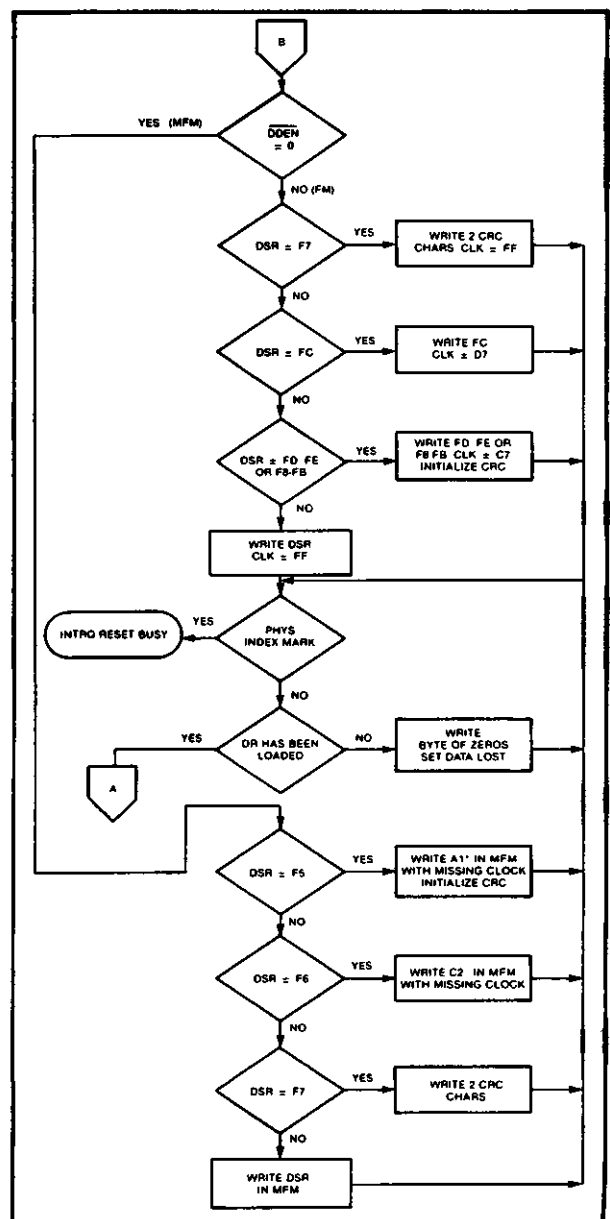 B
YES (MFM)
DDEN
= 0
NO (FM)
DSR = F7
YES
WRITE 2 CRC
CHARS CLK = FF
NO
DSR = FC
YES
WRITE FC
CLK = D7
NO
DSR = FD FE
OR F8-FB
YES
WRITE FD FE OR
F8-FB CLK = C7
INITIALIZE CRC
NO
WRITE DSR
CLK = FF
PHYS
INDEX MARK
YES
INTRQ RESET BUSY
NO
DR HAS BEEN
LOADED
YES
A
NO
WRITE
BYTE OF ZEROS
SET DATA LOST
DSR = F5
YES
WRITE A1* IN MFM
WITH MISSING CLOCK
INITIALIZE CRC
NO
DSR = F6
YES
WRITE C2 IN MFM
WITH MISSING CLOCK
NO
DSR = F7
YES
WRITE 2 CRC
CHARS
NO
WRITE DSR
IN MFM